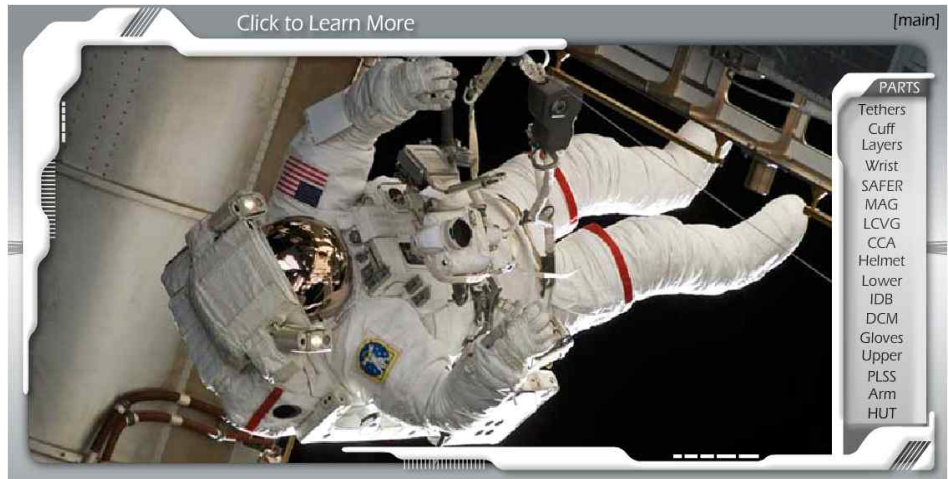 Click to Learn More
[main]
PARTS
Tethers
Cuff
Layers
Wrist
SAFER
MAG
LCVG
CCA
Helmet
Lower
IDB
DCM
Gloves
Upper
PLSS
Arm
HUT